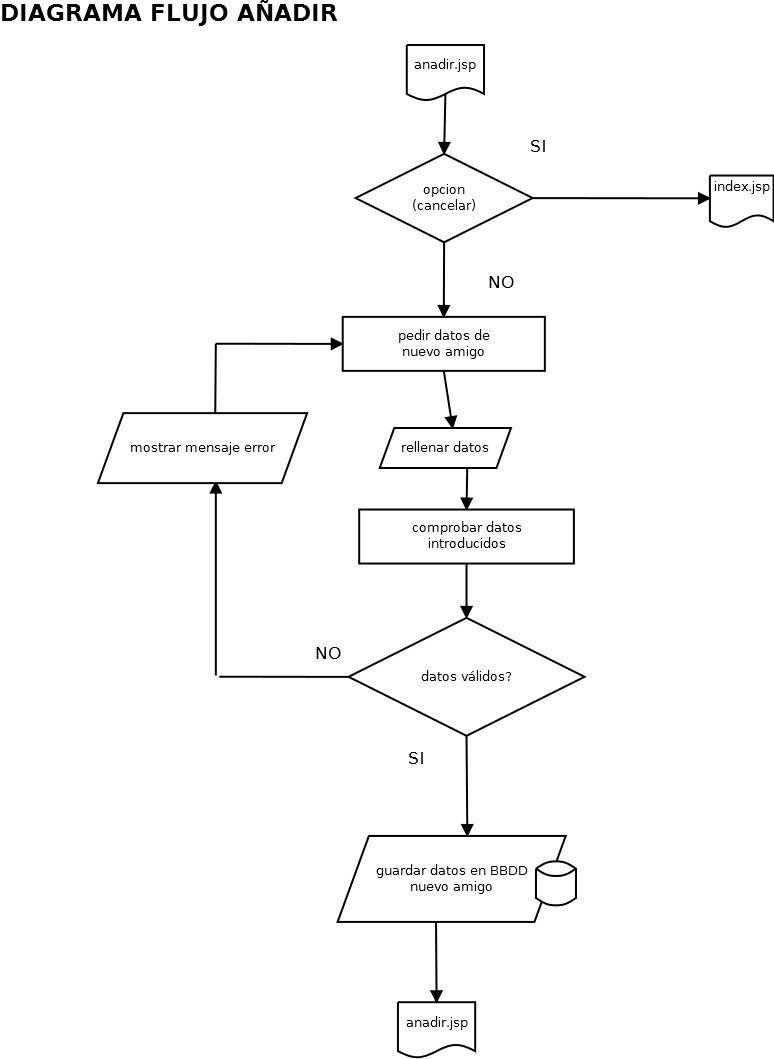 DIAGRAMA FLUJO AÑADIR
anadir.jsp
SI
opcion
(cancelar)
index.jsp
NO
pedir datos de
nuevo amigo
mostrar mensaje error
rellenar datos
comprobar datos
introducidos
NO
datos válidos?
SI
guardar datos en BBDD
nuevo amigo
anadir.jsp